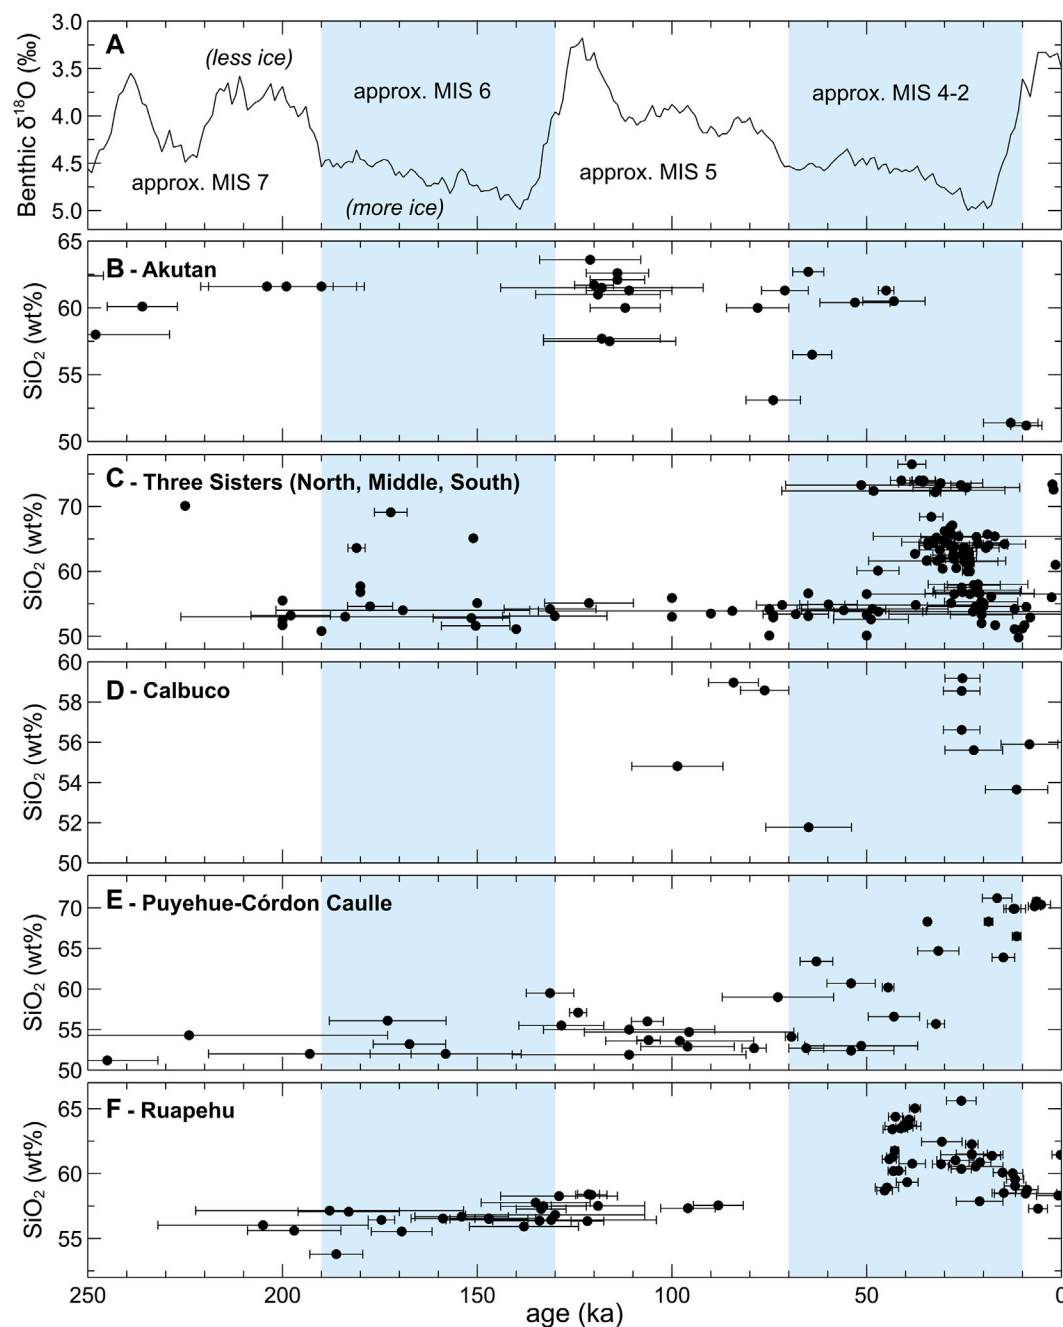 A
3.0
3.5
4.0
4.5
5.0
Benthic δ¹⁸O (‰)
(less ice)
approx. MIS 6
approx. MIS 4-2
approx. MIS 7
(more ice)
approx. MIS 5
B - Akutan
65
60
55
50
SiO₂ (wt%)
C - Three Sisters (North, Middle, South)
70
60
50
SiO₂ (wt%)
D - Calbuco
60
58
56
54
52
50
SiO₂ (wt%)
E - Puyehue-Córdon Caulle
70
65
60
55
50
SiO₂ (wt%)
F - Ruapehu
65
60
55
SiO₂ (wt%)
250
200
150
100
50
0
age (ka)